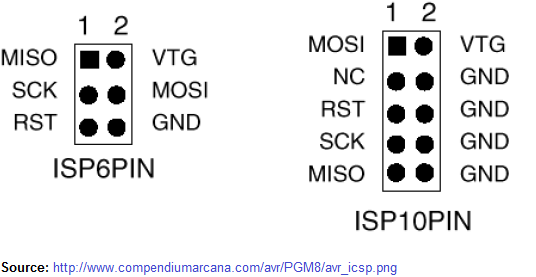 1 2
MISO VTG
SCK MOSI
RST GND
ISP6PIN
1 2
MOSI VTG
NC GND
RST GND
SCK GND
MISO GND
ISP10PIN
Source: http://www.compendiumarcana.com/avr/PGM8/avr_icsp.png